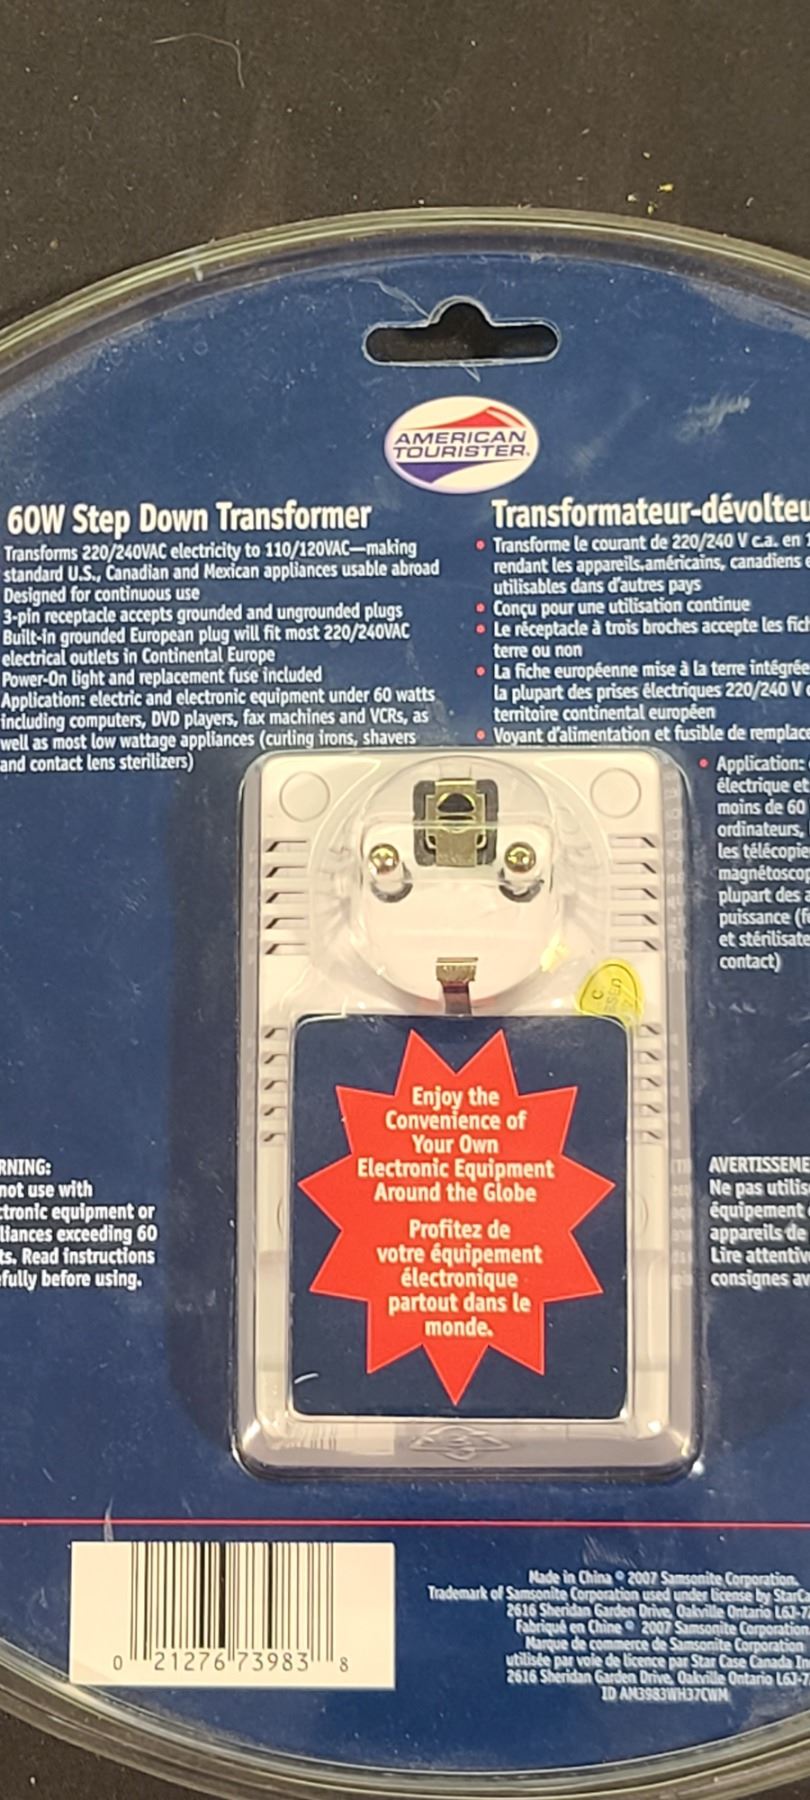 AMERICAN
TOURISTER
60W Step Down Transformer
Transforms 220/240VAC electricity to 110/120VAC—making
standard U.S., Canadian and Mexican appliances usable abroad
Designed for continuous use
3-pin receptacle accepts grounded and ungrounded plugs
Built-in grounded European plug will fit most 220/240VAC
electrical outlets in Continental Europe
Power-On light and replacement fuse included
Application: electric and electronic equipment under 60 watts
including computers, DVD players, fax machines and VCRs, as
well as most low wattage appliances (curling irons, shavers
and contact lens sterilizers)
Transformateur-dévolteu
• Transforme le courant de 220/240 V c.a. en 1
rendant les appareils,américains, canadiens e
utilisables dans d'autres pays
• Conçu pour une utilisation continue
• Le réceptacle à trois broches accepte les fich
terre ou non
• La fiche européenne mise à la terre intégrée
la plupart des prises électriques 220/240 V
territoire continental européen
• Voyant d'alimentation et fusible de remplace
• Application:
électrique et
moins de 60
ordinateurs,
les télécopie
magnétoscop
plupart des a
puissance (f
et stérilisate
contact)
Enjoy the
Convenience of
Your Own
Electronic Equipment
Around the Globe
Profitez de
votre équipement
électronique
partout dans le
monde.
RNING:
not use with
ctronic equipment or
liances exceeding 60
ts. Read instructions
fully before using.
AVERTISSEME
Ne pas utilis
équipement
appareils de
Lire attentiv
consignes av
0 21276 73983 8
Made in China © 2007 Samsonite Corporation.
Trademark of Samsonite Corporation used under license by StarCa
2616 Sheridan Garden Drive, Oakville Ontario L6J-7
Fabriqué en Chine © 2007 Samsonite Corporation
Marque de commerce de Samsonite Corporation
utilisée par voie de licence par Star Case Canada In
2616 Sheridan Garden Drive, Oakville Ontario L6J-7
ID AM3983WH37CWM